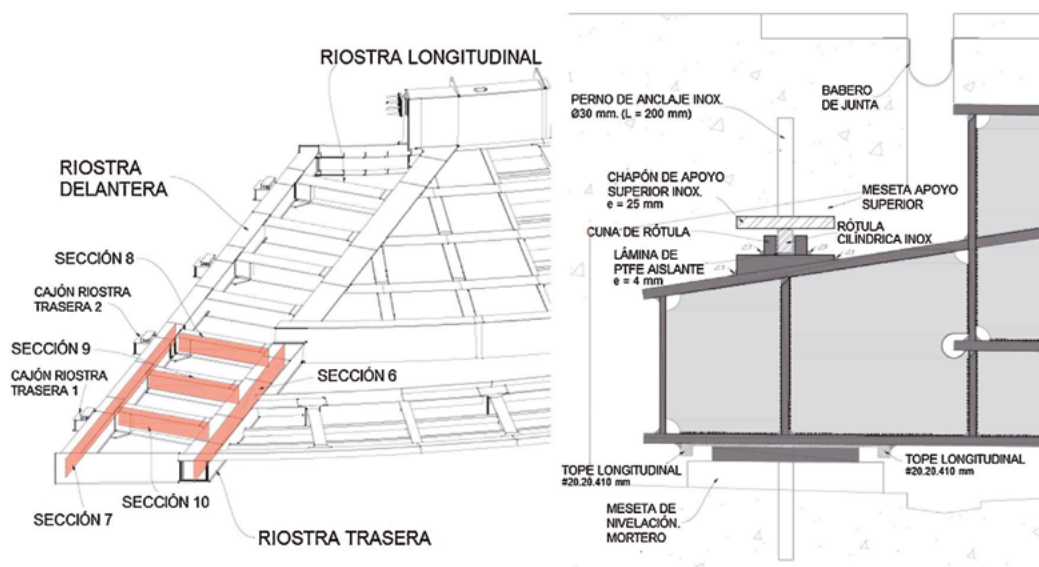 RIOSTRA LONGITUDINAL
RIOSTRA
DELANTERA
SECCIÓN 8
CAJÓN RIOSTRA
TRASERA 2
SECCIÓN 9
CAJÓN RIOSTRA
TRASERA 1
SECCIÓN 6
SECCIÓN 10
SECCIÓN 7
RIOSTRA TRASERA
BABERO
DE JUNTA
PERNO DE ANCLAJE INOX.
Ø30 mm. (L = 200 mm)
CHAPÓN DE APOYO
SUPERIOR INOX.
e = 25 mm
MESETA APOYO
SUPERIOR
CUNA DE RÓTULA
RÓTULA
CILÍNDRICA INOX
LÁMINA DE
PTFE AISLANTE
e = 4 mm
TOPE LONGITUDINAL
#20.20.410 mm
TOPE LONGITUDINAL
#20.20.410 mm
MESETA DE
NIVELACIÓN.
MORTERO